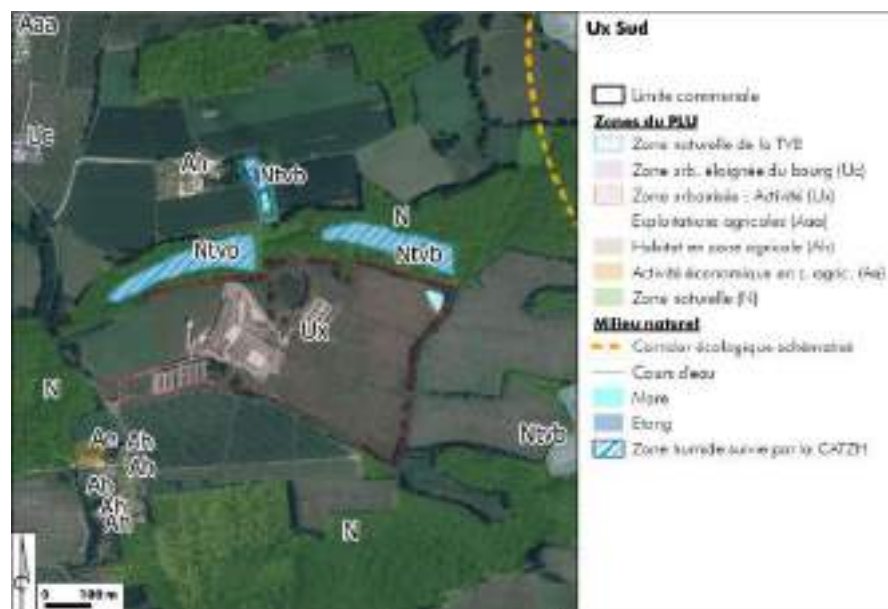 Aaa
Uc
Ah
Ntvb
N
Ntvb
Ntvb
Ux
N
Ntvb
Ae
Ah
Ah
Ah
Ah
Ah
N
0 100 m
Ux Sud
Limite communale
Zones du PLU
Zone naturelle de la TVB
Zone urb. éloignée du bourg (Uc)
Zone urbanisée : Activité (Ux)
Exploitations agricoles (Aaa)
Habitat en zone agricole (Ah)
Activité économique en z. agric. (Ae)
Zone naturelle (N)
Milieu naturel
Corridor écologique schématisé
Cours d'eau
Mare
Etang
Zone humide suivie par la CATZH